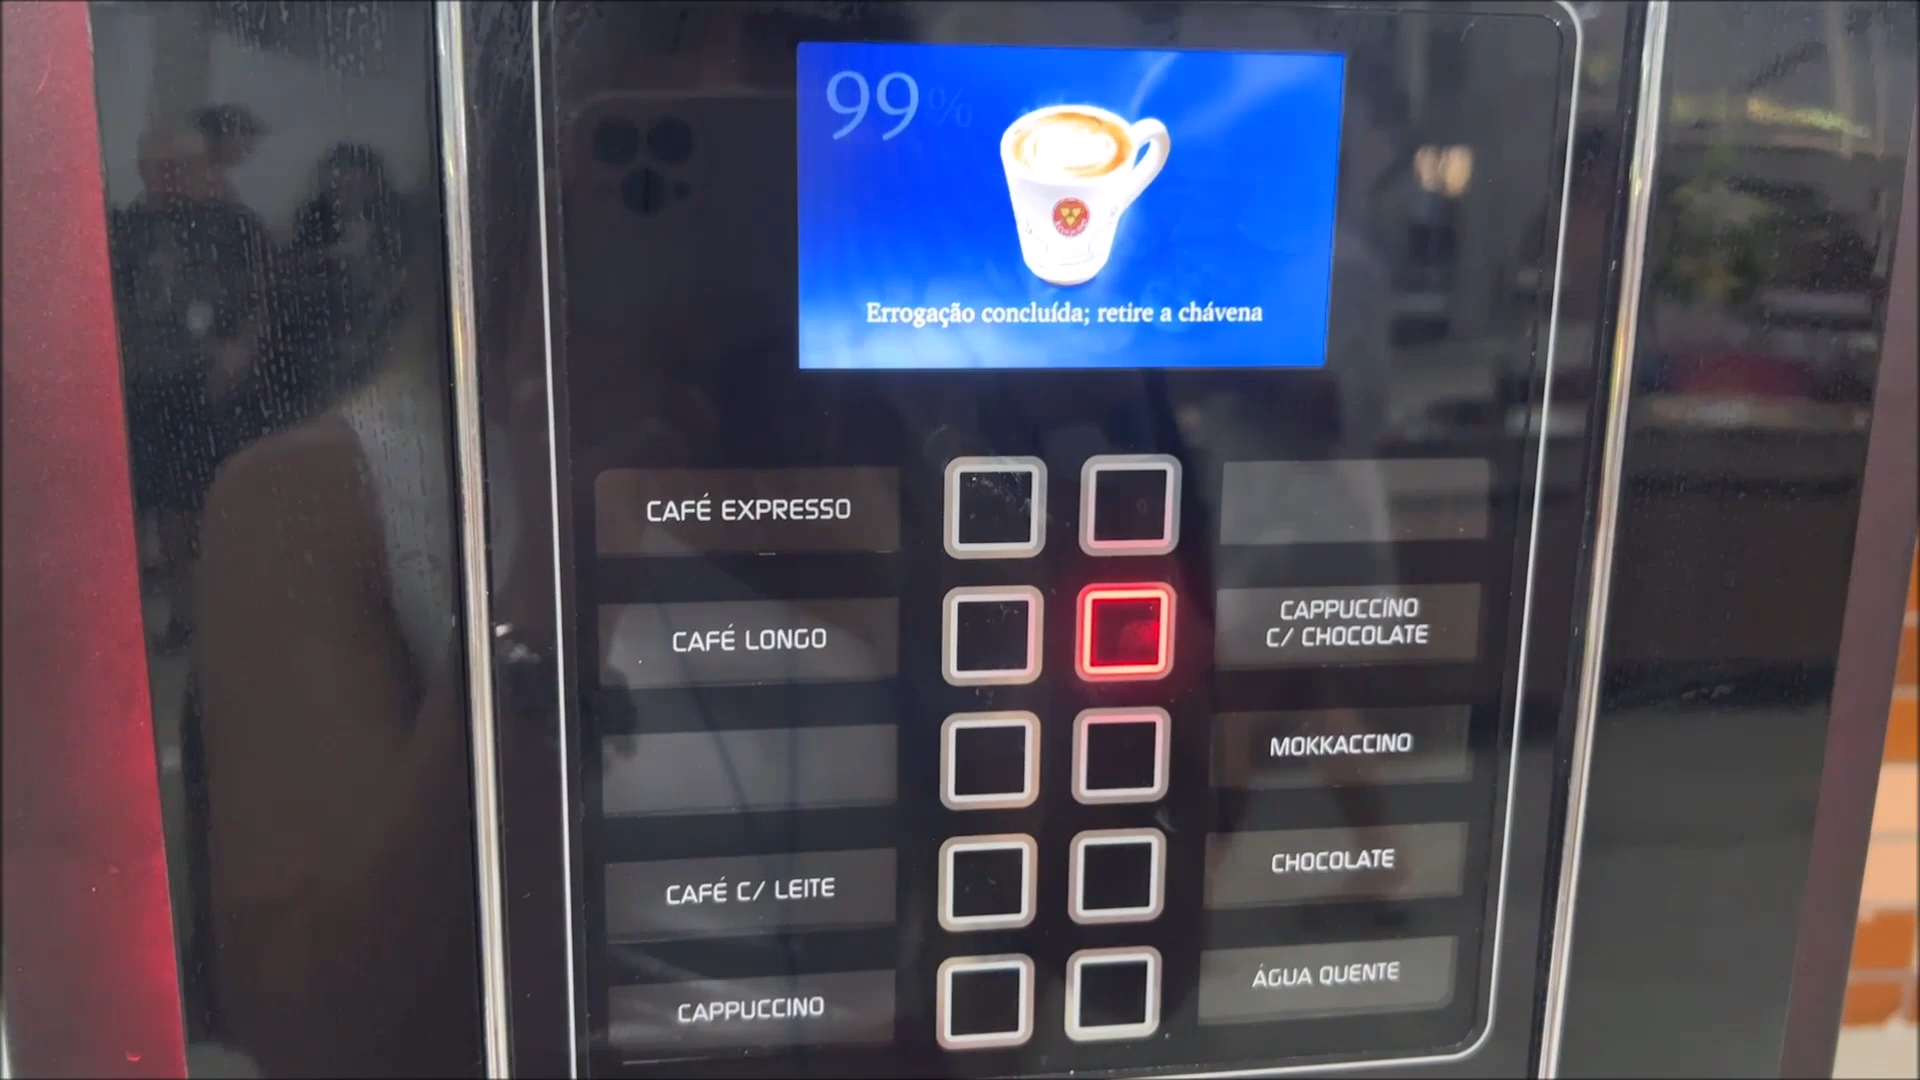 99%
Errogação concluída; retire a chávena
CAFÉ EXPRESSO
CAFÉ LONGO
CAPPUCCINO
C/ CHOCOLATE
MOKKACCINO
CAFÉ C/ LEITE
CHOCOLATE
CAPPUCCINO
ÁGUA QUENTE